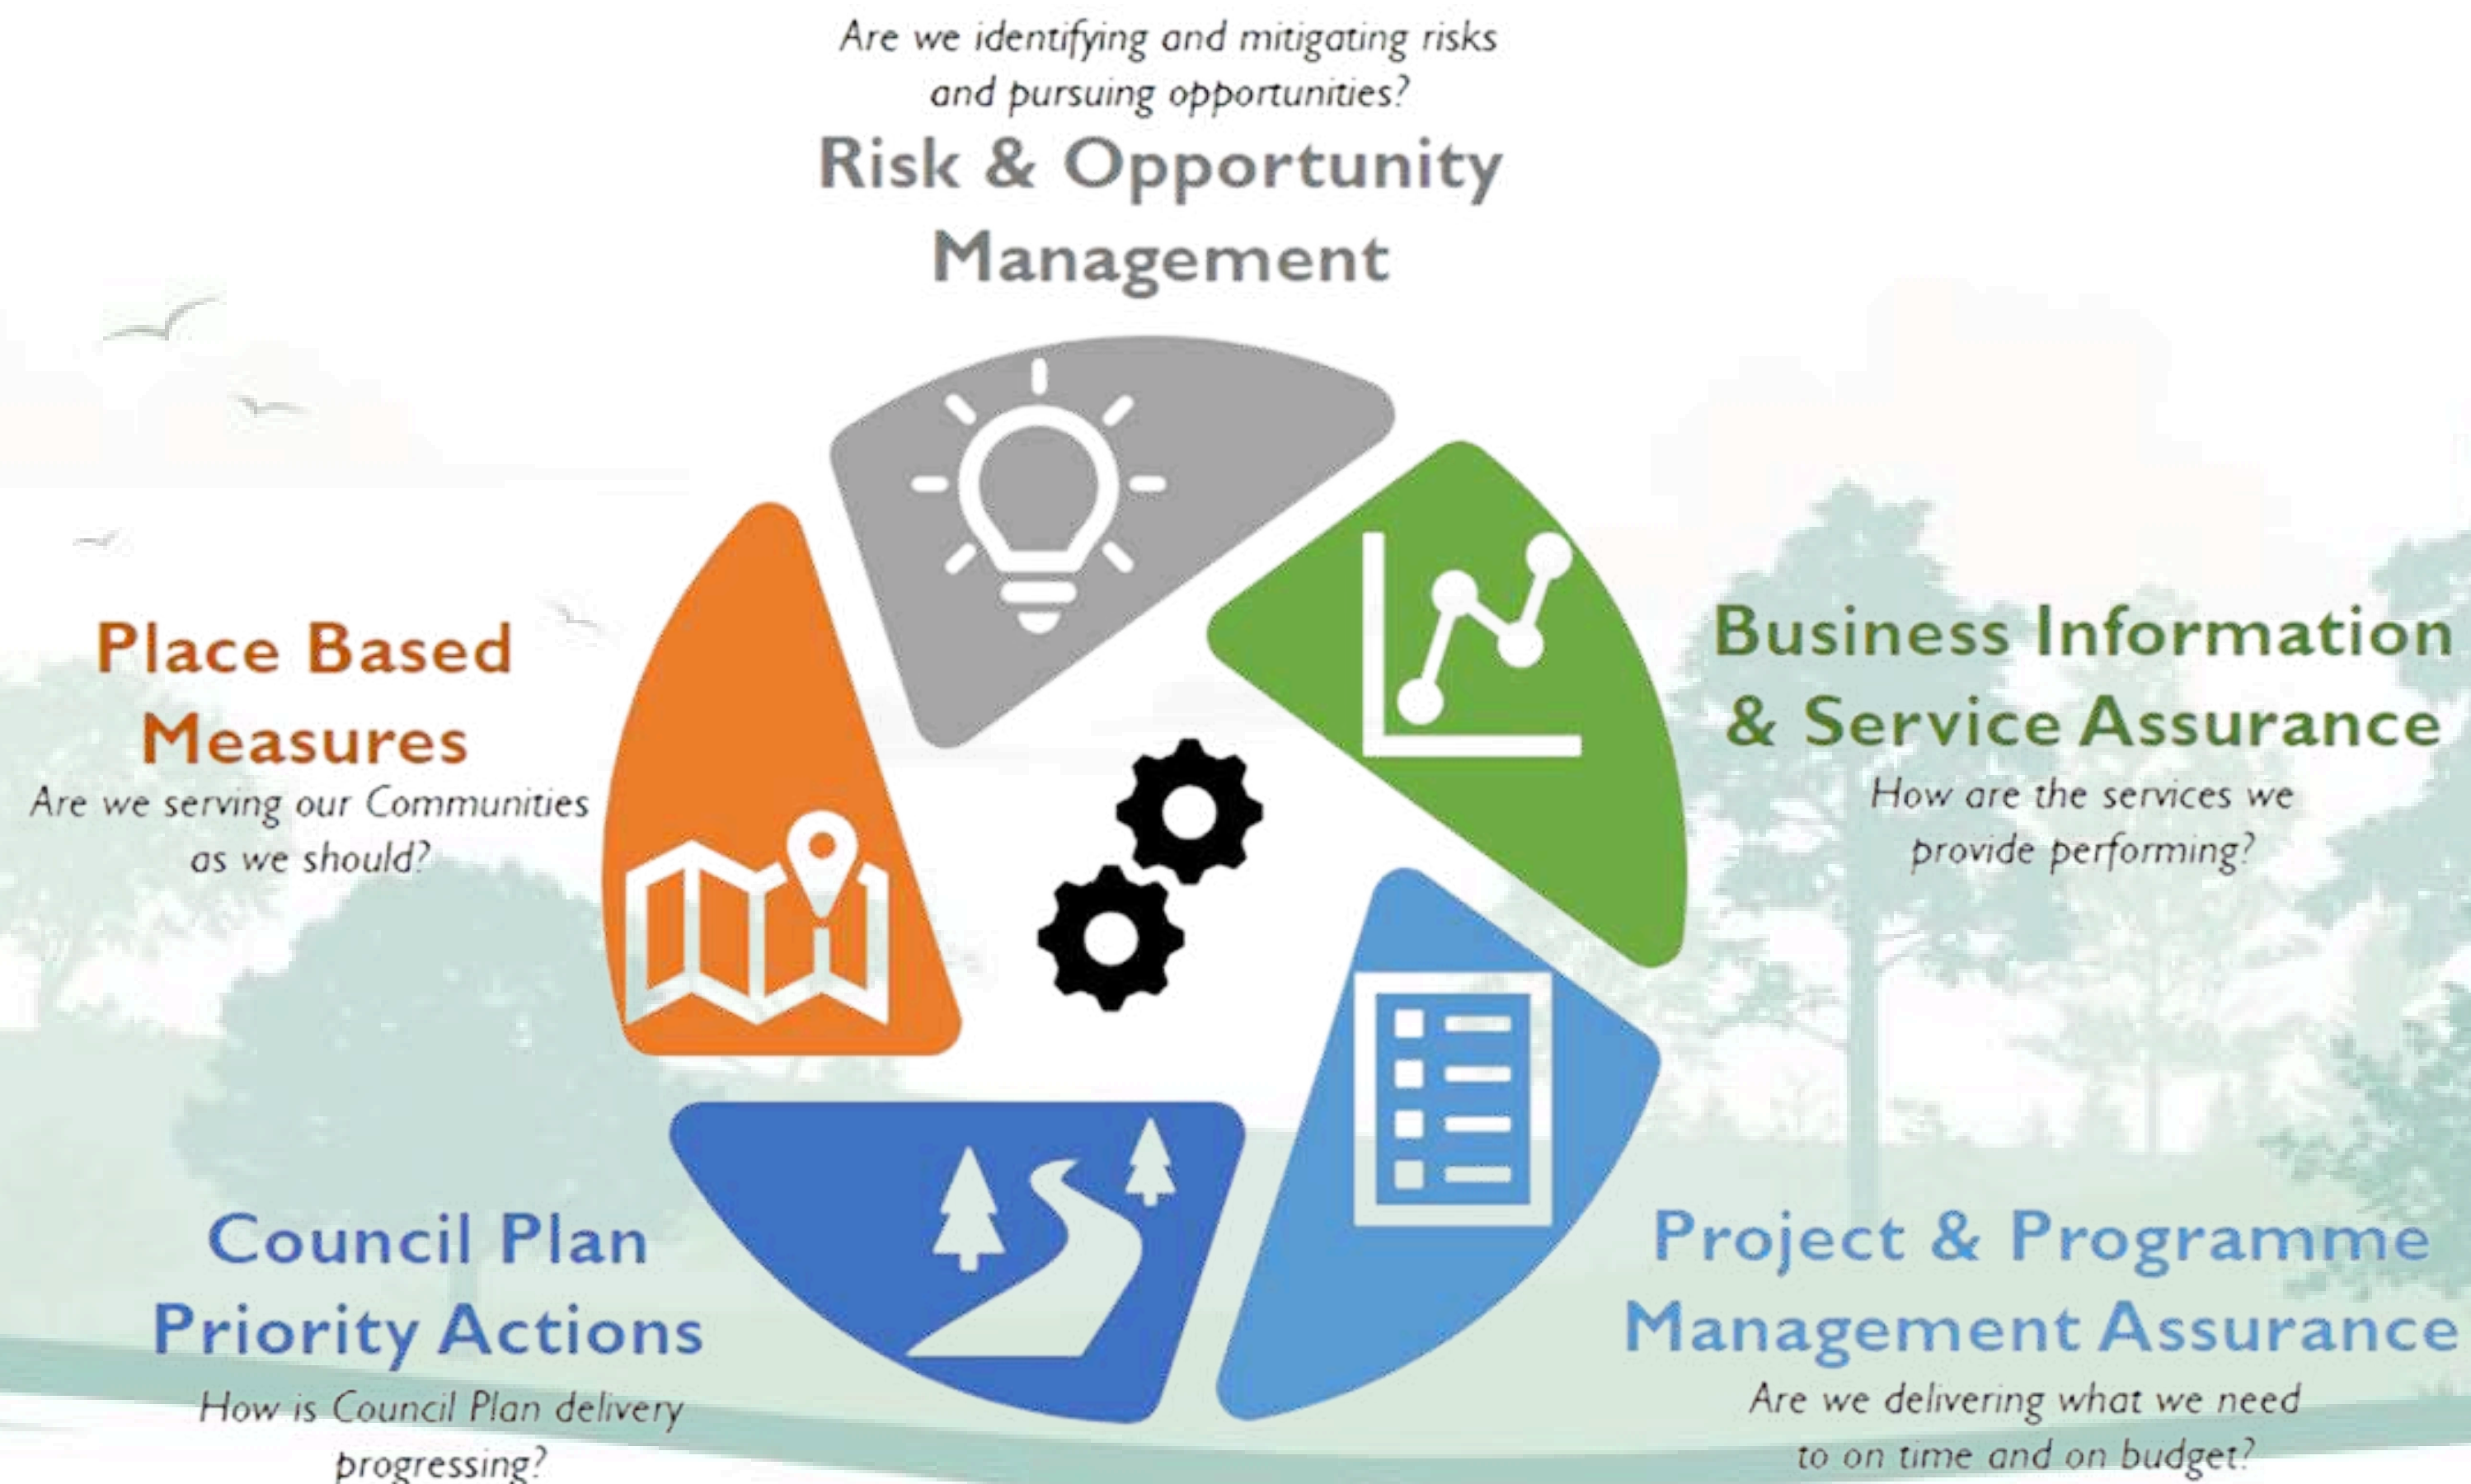 Are we identifying and mitigating risks
and pursuing opportunities?
Risk & Opportunity
Management
Place Based
Measures
Are we serving our Communities
as we should?
Business Information
& Service Assurance
How are the services we
provide performing?
Council Plan
Priority Actions
How is Council Plan delivery
progressing?
Project & Programme
Management Assurance
Are we delivering what we need
to on time and on budget?